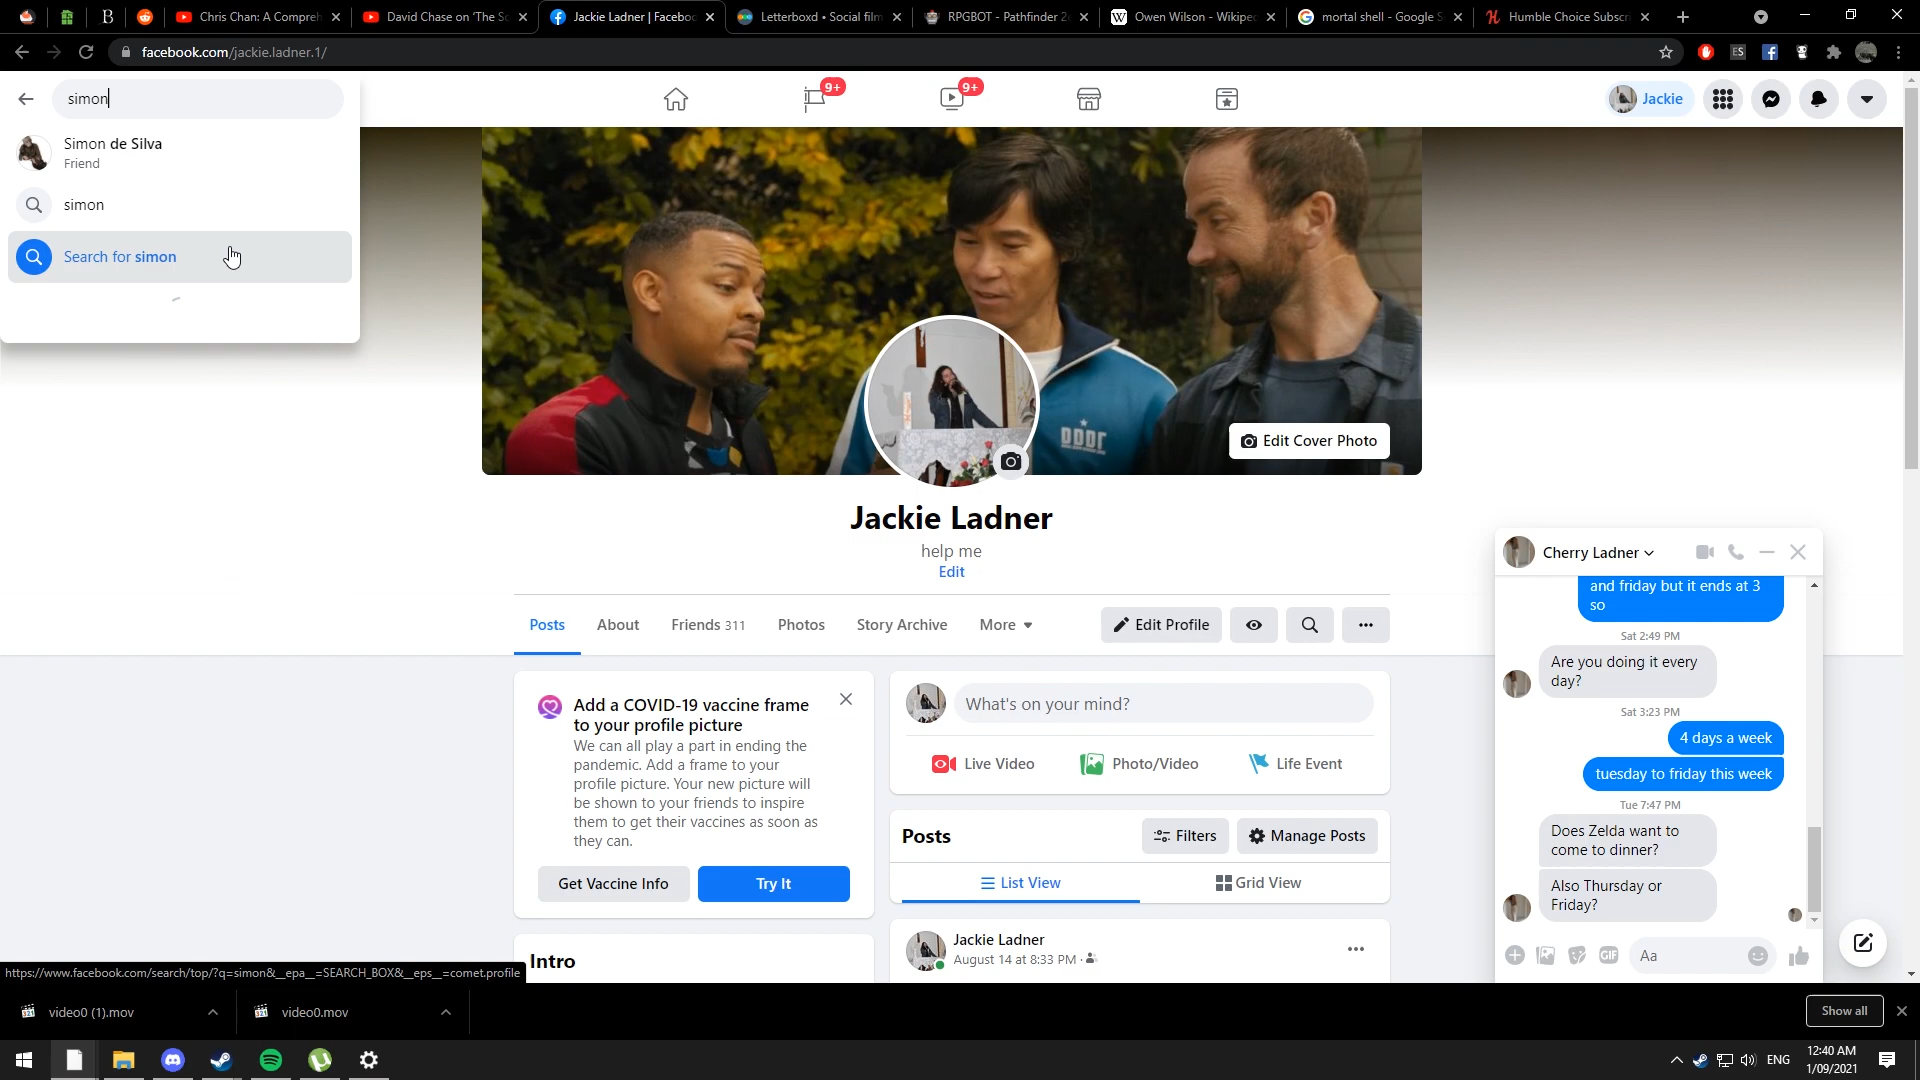 Chris Chan: A Compreh
David Chase on 'The So
Jackie Ladner | Faceboo
Letterboxd • Social film
RPGBOT - Pathfinder 2
Owen Wilson - Wikiped
mortal shell - Google S
Humble Choice Subscri
facebook.com/jackie.ladner.1/
ES
simon
9+
9+
Jackie
Simon de Silva
Friend
simon
Search for simon
Edit Cover Photo
Jackie Ladner
help me
Edit
Posts
About
Friends 311
Photos
Story Archive
More
Edit Profile
Add a COVID-19 vaccine frame
to your profile picture
We can all play a part in ending the
pandemic. Add a frame to your
profile picture. Your new picture will
be shown to your friends to inspire
them to get their vaccines as soon as
they can.
Get Vaccine Info
Try It
Intro
What's on your mind?
Live Video
Photo/Video
Life Event
Posts
Filters
Manage Posts
List View
Grid View
Jackie Ladner
August 14 at 8:33 PM ·
Cherry Ladner
and friday but it ends at 3
so
Sat 2:49 PM
Are you doing it every
day?
Sat 3:23 PM
4 days a week
tuesday to friday this week
Tue 7:47 PM
Does Zelda want to
come to dinner?
Also Thursday or
Friday?
GIF
Aa
https://www.facebook.com/search/top/?q=simon&__epa__=SEARCH_BOX&__eps__=comet.profile
video0 (1).mov
video0.mov
Show all
ENG
12:40 AM
1/09/2021